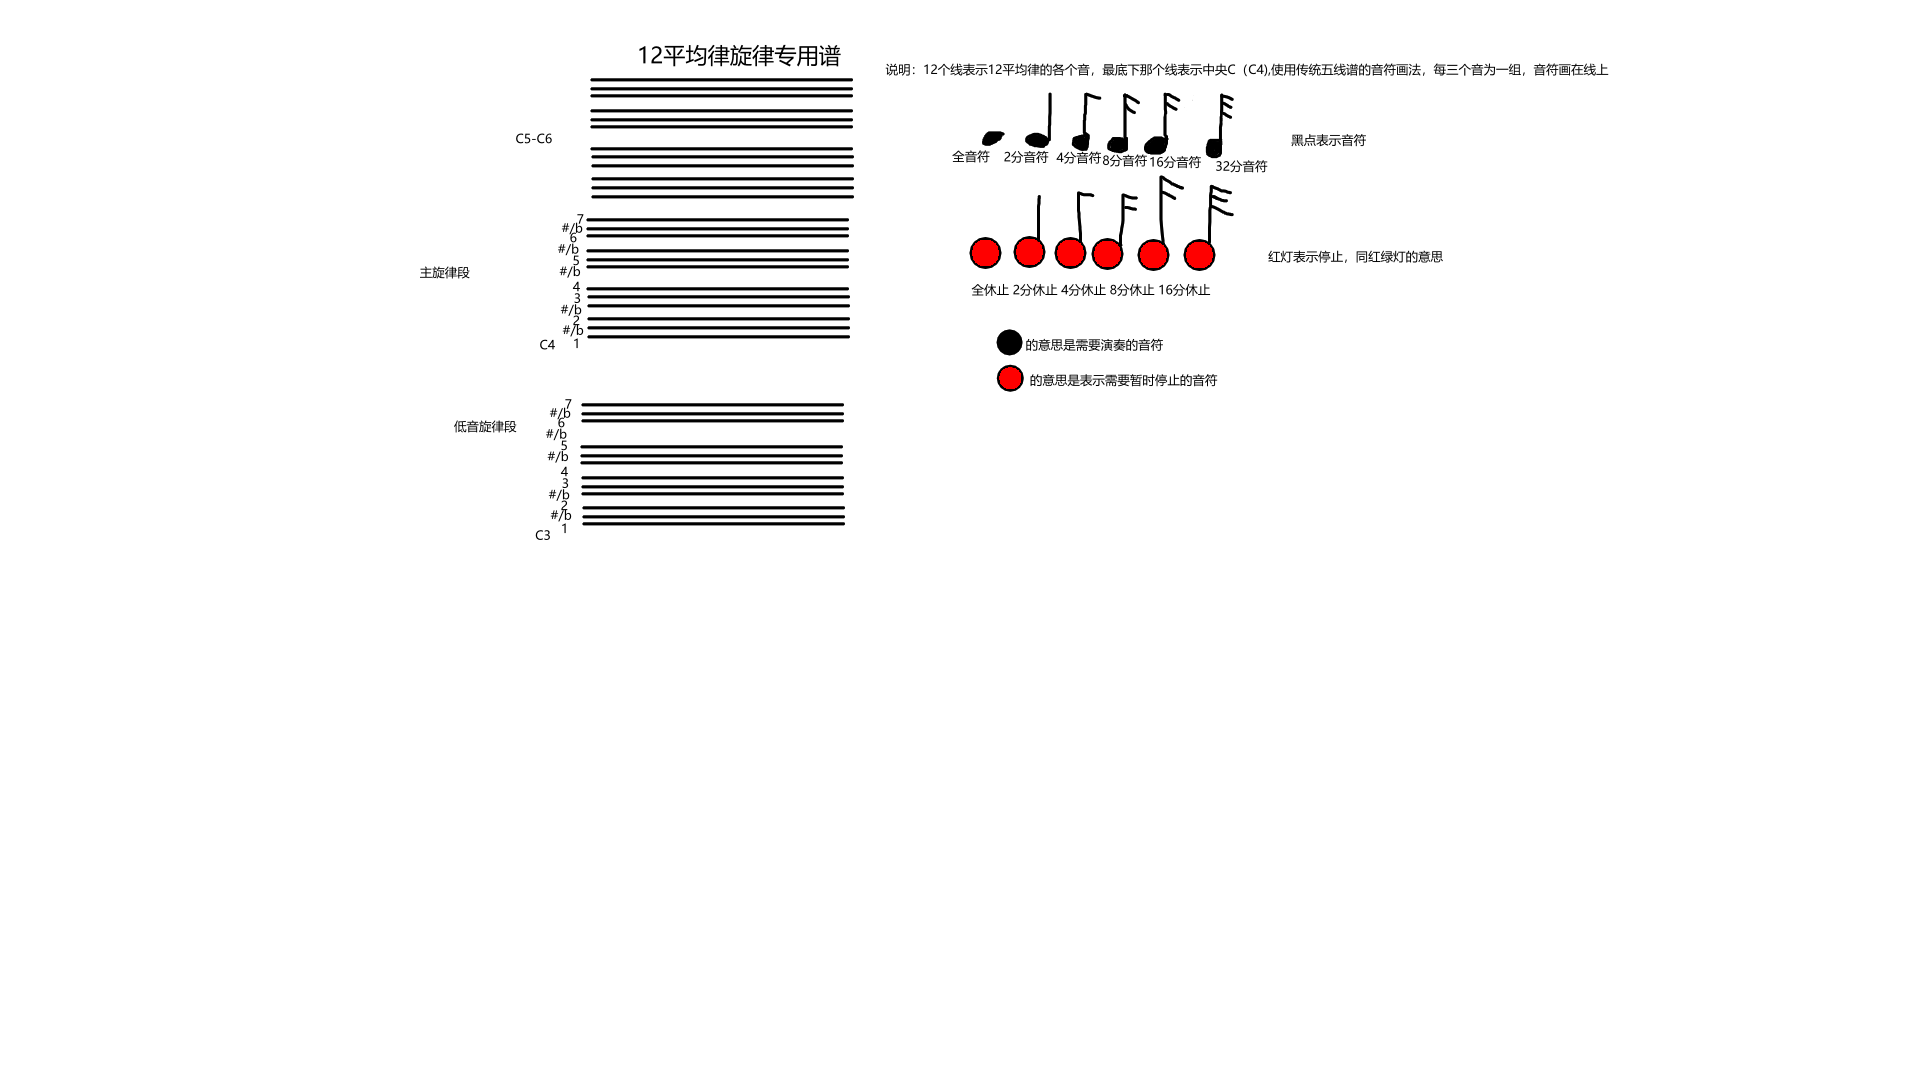 12平均律旋律专用谱
说明：12个线表示12平均律的各个音，最底下那个线表示中央C（C4),使用传统五线谱的音符画法，每三个音为一组，音符画在线上
C5-C6
全音符
2分音符
4分音符
8分音符
16分音符
32分音符
黑点表示音符
主旋律段
7
#/b
6
#/b
5
#/b
4
3
#/b
2
#/b
1
C4
红灯表示停止，同红绿灯的意思
全休止 2分休止 4分休止 8分休止 16分休止
的意思是需要演奏的音符
的意思是表示需要暂时停止的音符
低音旋律段
7
#/b
6
#/b
5
#/b
4
3
#/b
2
#/b
1
C3